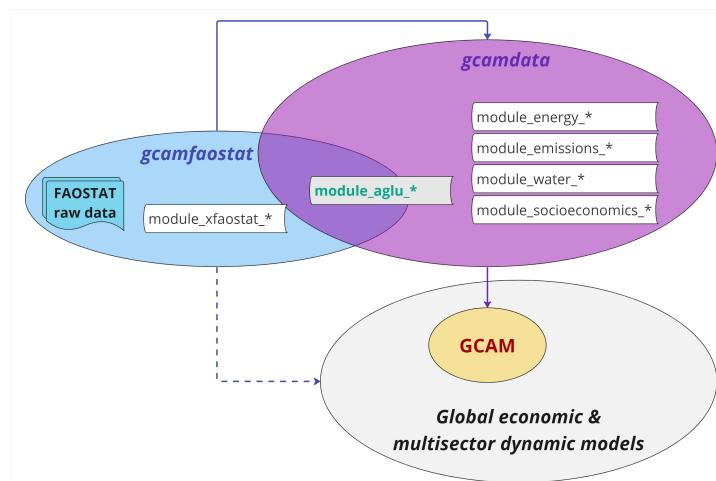 gcamdata
gcamfaostat
FAOSTAT
raw data
module_xfaostat_*
module_aglu_*
module_energy_*
module_emissions_*
module_water_*
module_socioeconomics_*
GCAM
Global economic &
multisector dynamic models